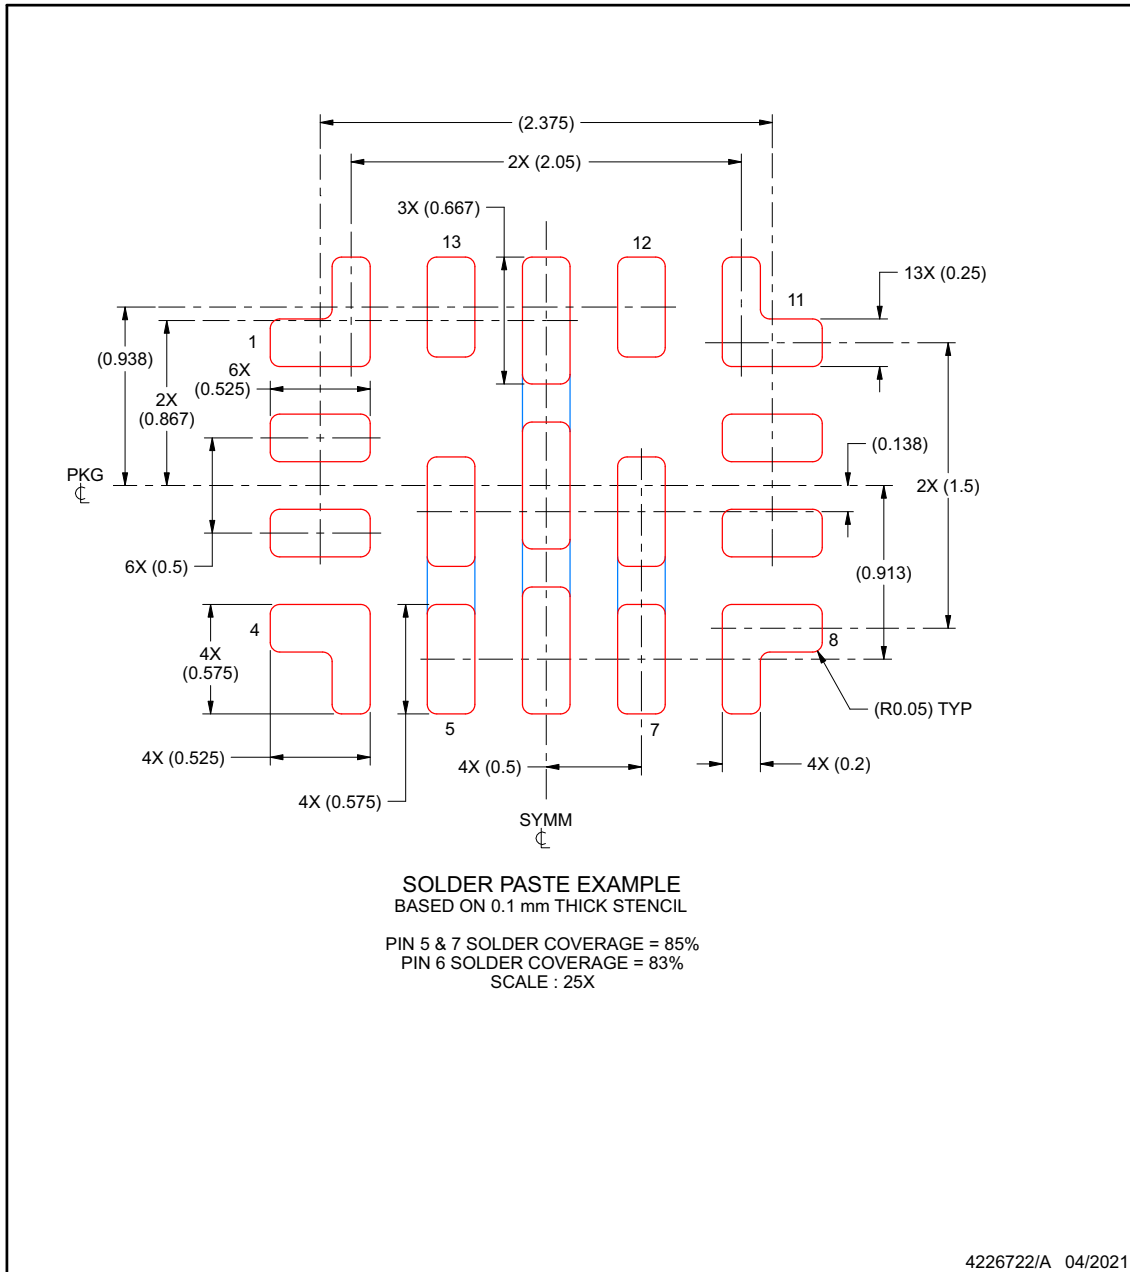 (2.375)
2X (2.05)
3X (0.667)
13
12
13X (0.25)
11
1
(0.938)
6X
(0.525)
2X
(0.867)
(0.138)
PKG
℄
2X (1.5)
6X (0.5)
(0.913)
4
8
4X
(0.575)
(R0.05) TYP
5
7
4X (0.525)
4X (0.5)
4X (0.2)
4X (0.575)
SYMM
℄
SOLDER PASTE EXAMPLE
BASED ON 0.1 mm THICK STENCIL
PIN 5 & 7 SOLDER COVERAGE = 85%
PIN 6 SOLDER COVERAGE = 83%
SCALE : 25X
4226722/A 04/2021